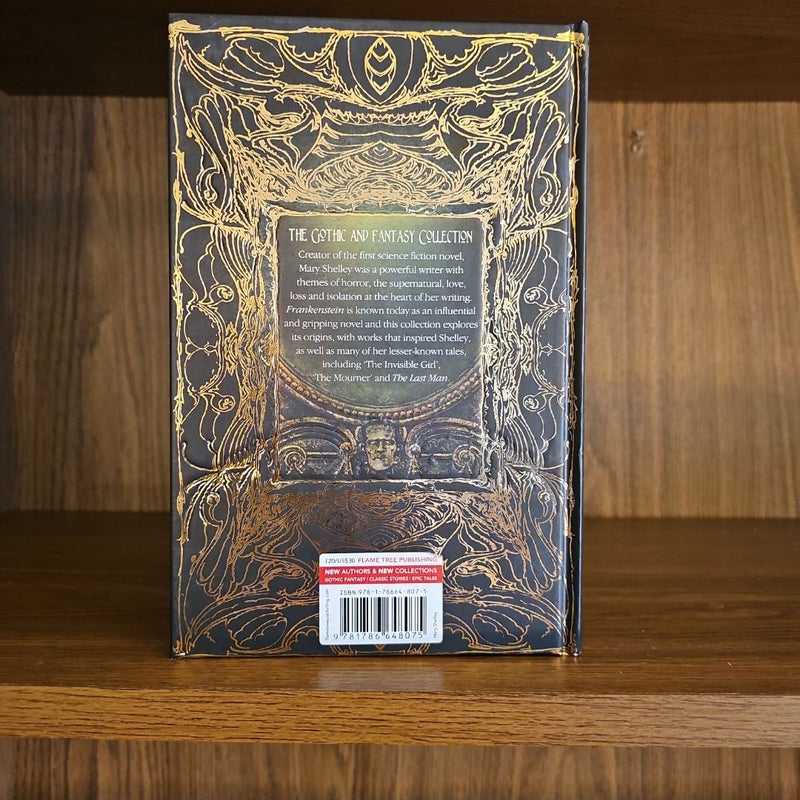 THE GOTHIC AND FANTASY COLLECTION
Creator of the first science fiction novel,
Mary Shelley was a powerful writer with
themes of horror, the supernatural, love,
loss and isolation at the heart of her writing.
Frankenstein is known today as an influential
and gripping novel and this collection explores
its origins, with works that inspired Shelley,
as well as many of her lesser-known tales,
including ‘The Invisible Girl’,
‘The Mourner’ and The Last Man.
£20/US$30 FLAME TREE PUBLISHING
NEW AUTHORS & NEW COLLECTIONS
GOTHIC FANTASY | CLASSIC STORIES | EPIC TALES
ISBN 978-1-78664-807-5
9 781786 648075
flametreepublishing.com
Mary Shelley